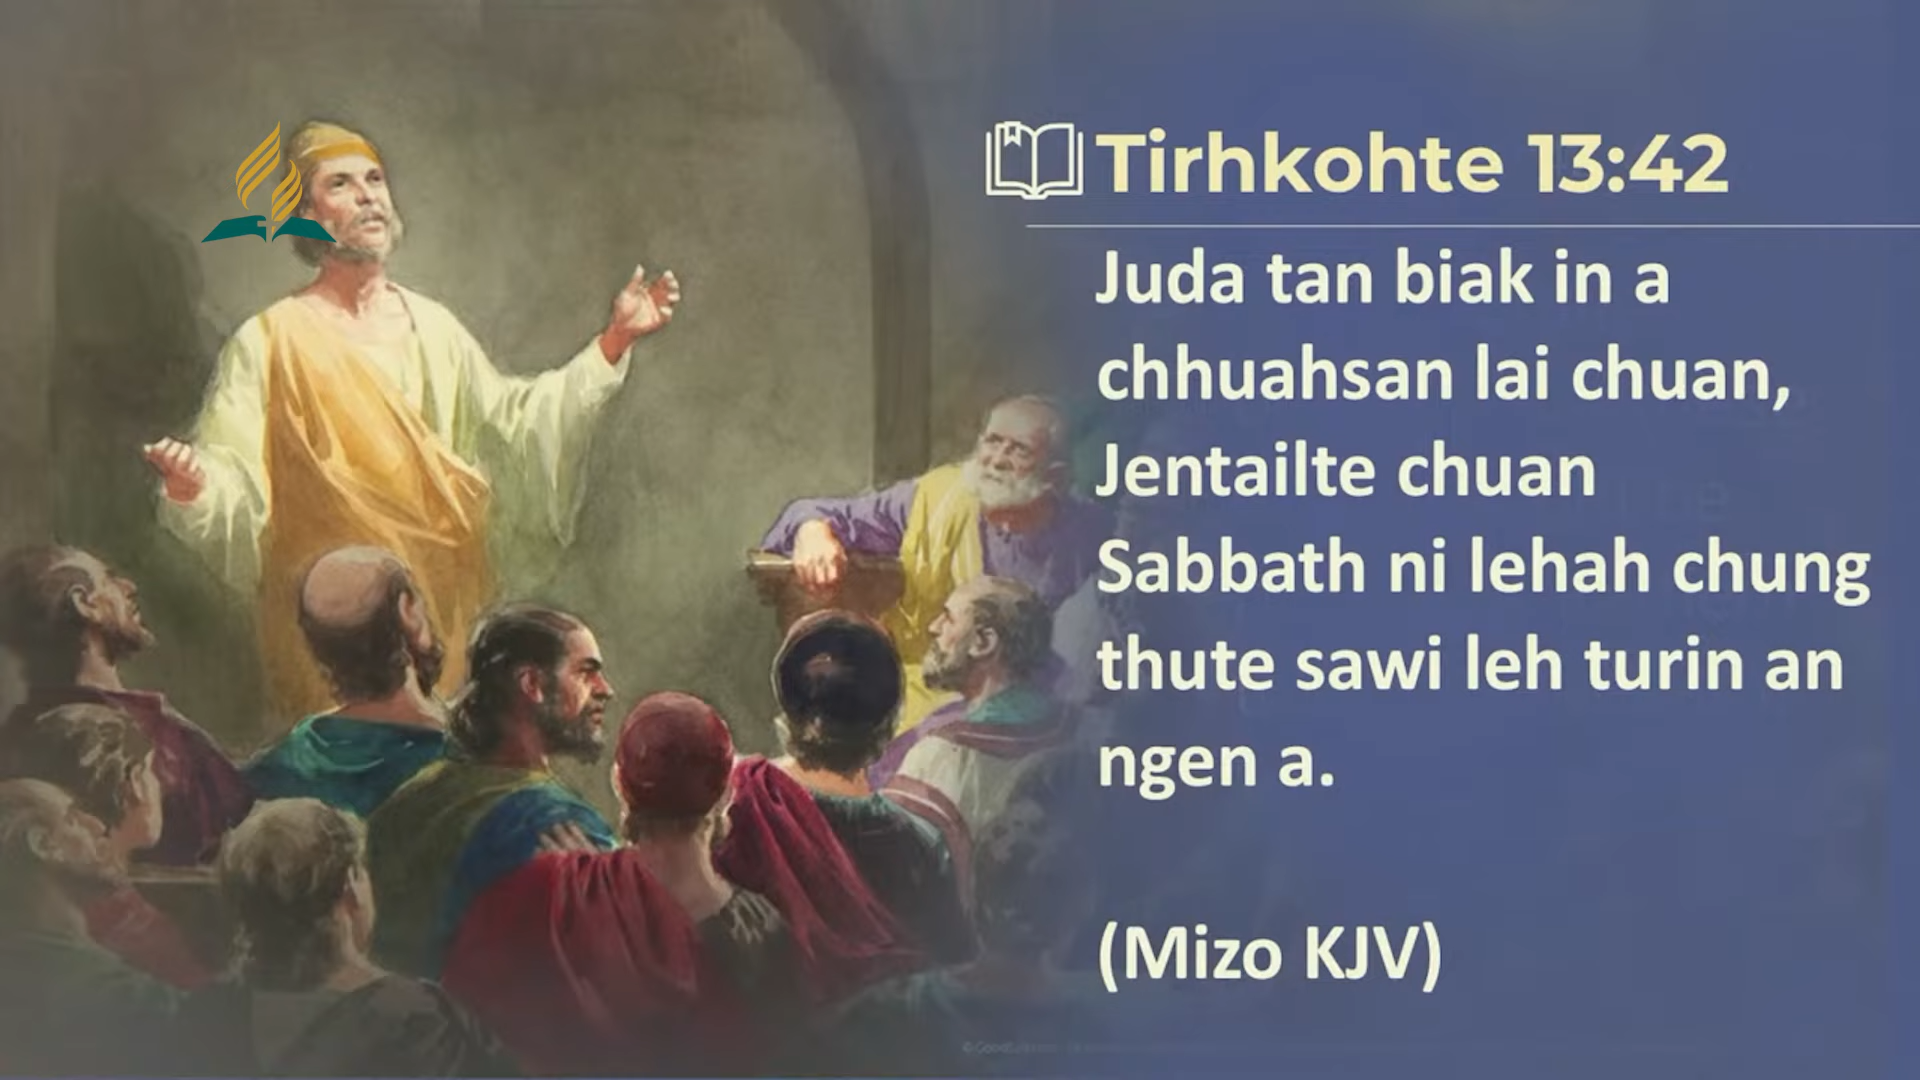 Tirhkohte 13:42
Juda tan biak in a
chhuahsan lai chuan,
Jentailte chuan
Sabbath ni lehah chung
thute sawi leh turin an
ngen a.
(Mizo KJV)